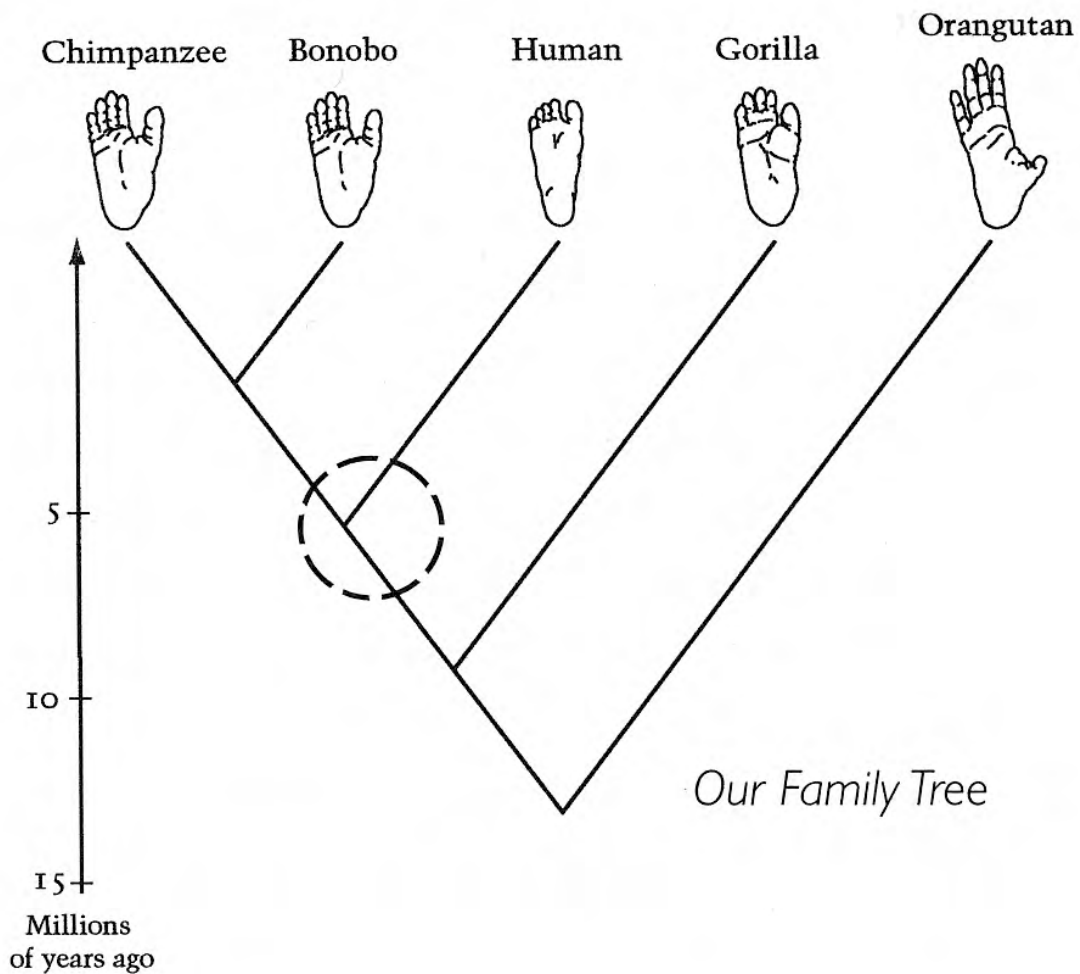 Chimpanzee
Bonobo
Human
Gorilla
Orangutan
5
10
15
Millions
of years ago
Our Family Tree